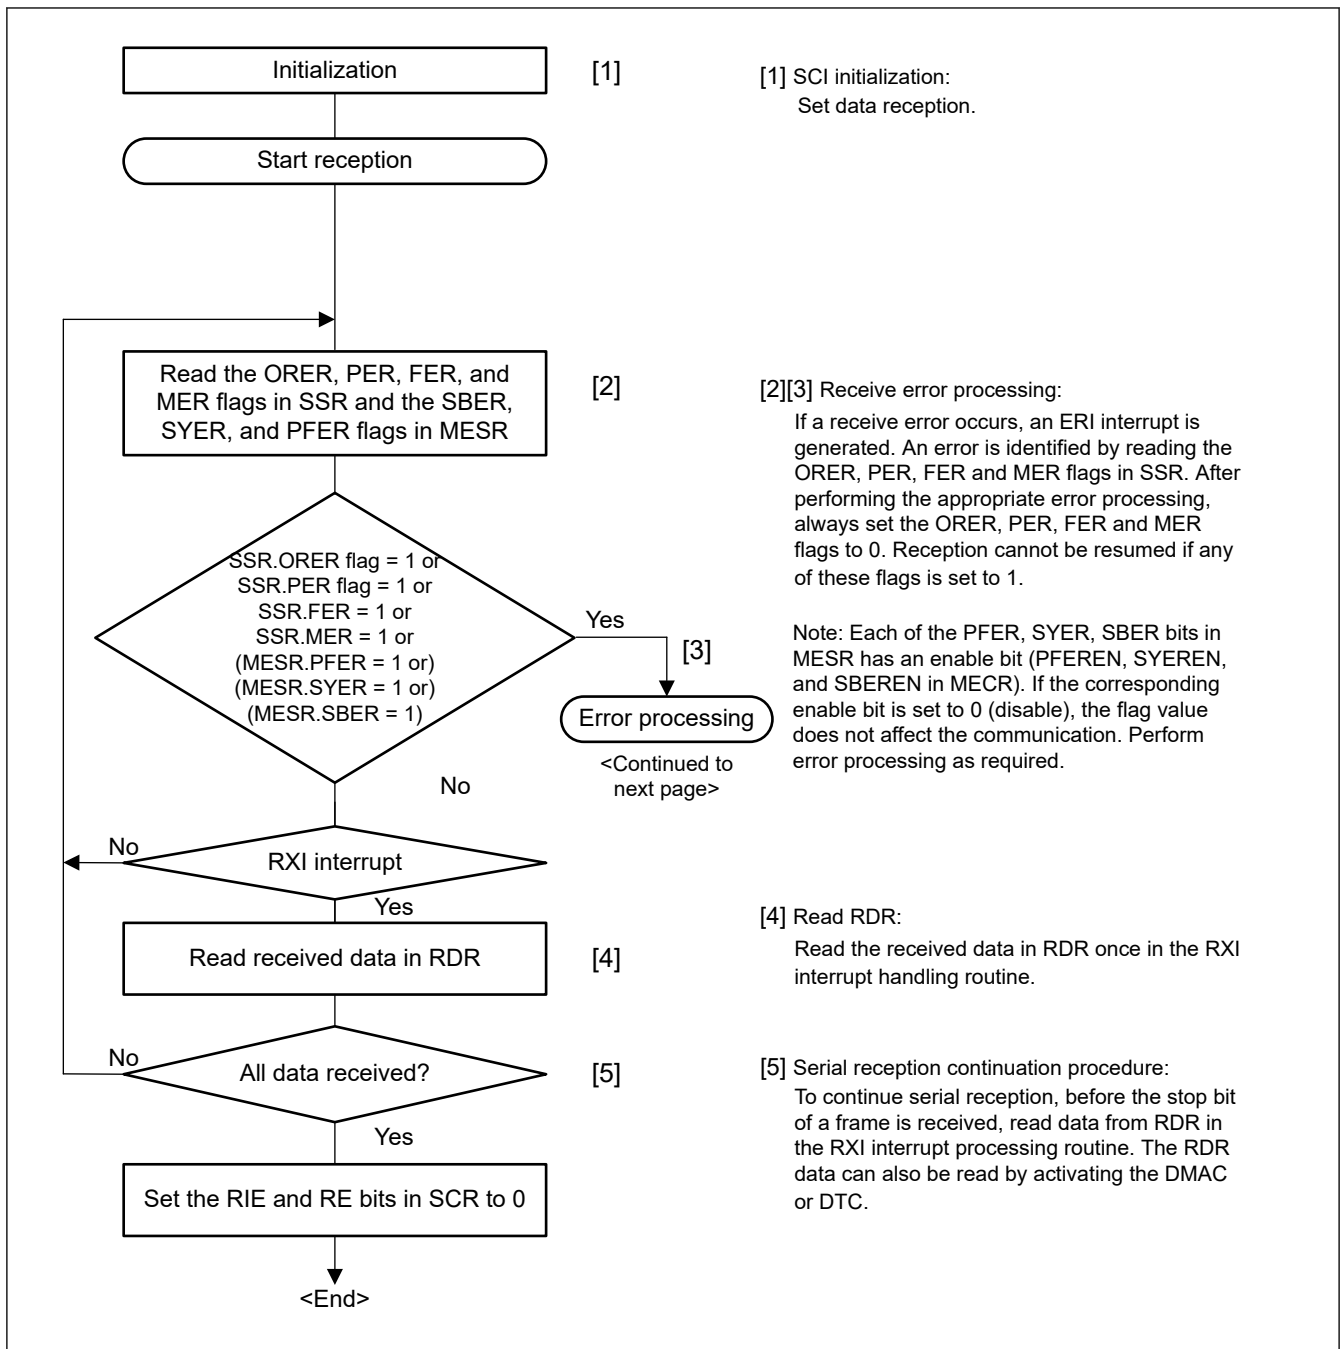 Initialization
[1]
[1] SCI initialization:
Set data reception.
Start reception
Read the ORER, PER, FER, and
MER flags in SSR and the SBER,
SYER, and PFER flags in MESR
[2]
[2][3] Receive error processing:
If a receive error occurs, an ERI interrupt is
generated. An error is identified by reading the
ORER, PER, FER and MER flags in SSR. After
performing the appropriate error processing,
always set the ORER, PER, FER and MER
flags to 0. Reception cannot be resumed if any
of these flags is set to 1.
Note: Each of the PFER, SYER, SBER bits in
MESR has an enable bit (PFEREN, SYEREN,
and SBEREN in MECR). If the corresponding
enable bit is set to 0 (disable), the flag value
does not affect the communication. Perform
error processing as required.
SSR.ORER flag = 1 or
SSR.PER flag = 1 or
SSR.FER = 1 or
SSR.MER = 1 or
(MESR.PFER = 1 or)
(MESR.SYER = 1 or)
(MESR.SBER = 1)
Yes
[3]
Error processing
<Continued to
next page>
No
No
RXI interrupt
Yes
Read received data in RDR
[4]
[4] Read RDR:
Read the received data in RDR once in the RXI
interrupt handling routine.
No
All data received?
[5]
[5] Serial reception continuation procedure:
To continue serial reception, before the stop bit
of a frame is received, read data from RDR in
the RXI interrupt processing routine. The RDR
data can also be read by activating the DMAC
or DTC.
Yes
Set the RIE and RE bits in SCR to 0
<End>